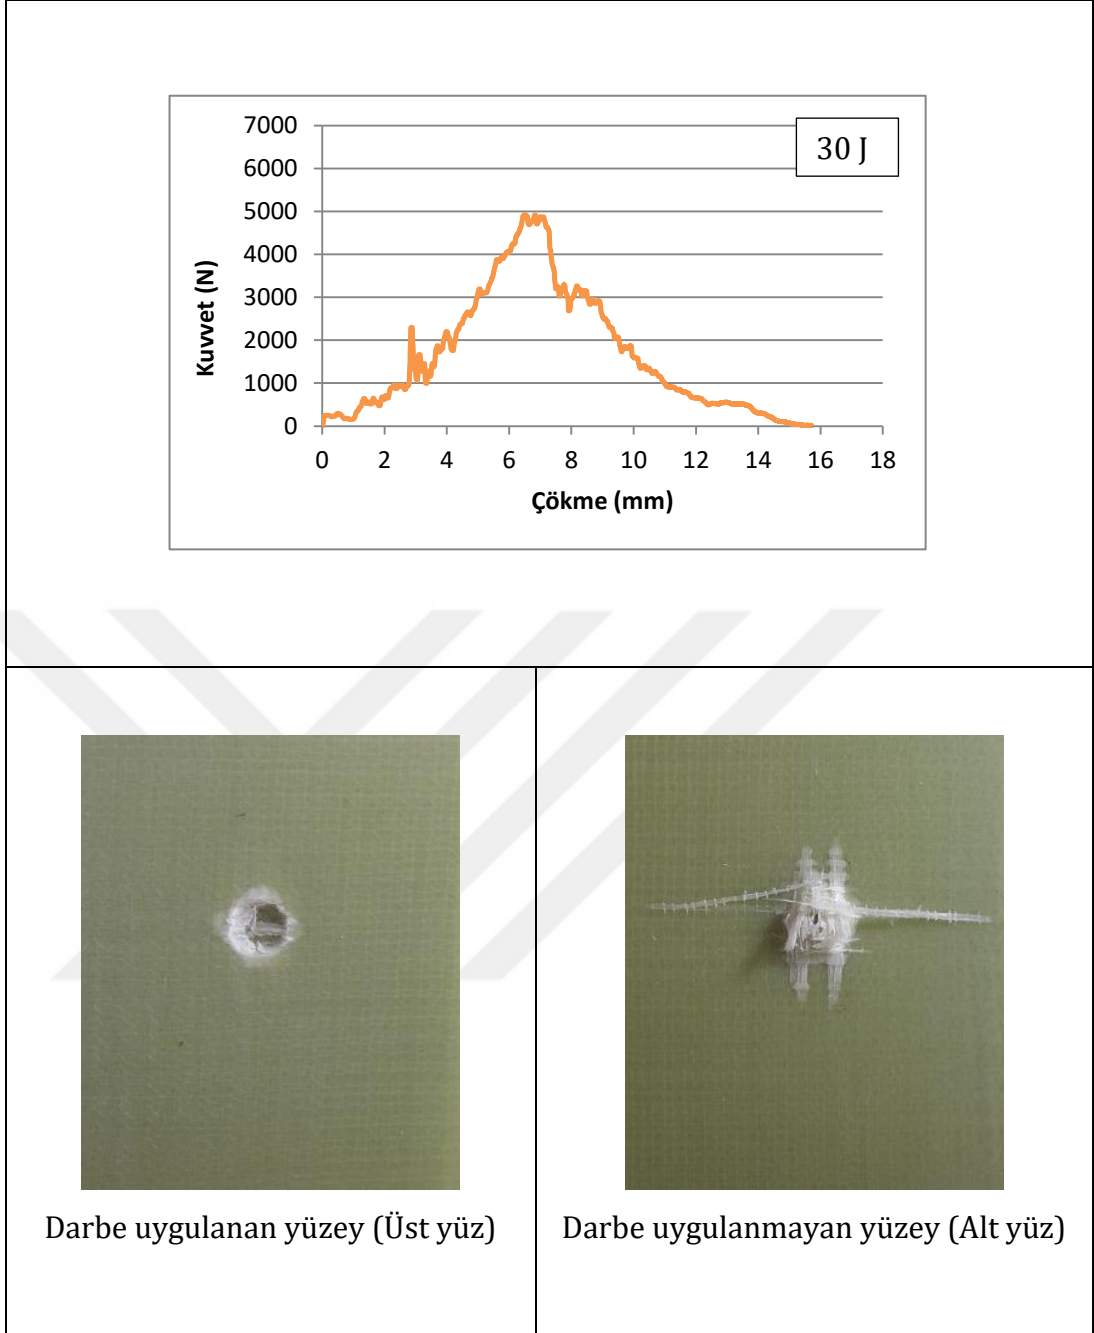 30 J
7000
6000
5000
4000
3000
2000
1000
0
Kuvvet (N)
0 2 4 6 8 10 12 14 16 18
Çökme (mm)
Darbe uygulanan yüzey (Üst yüz)
Darbe uygulanmayan yüzey (Alt yüz)